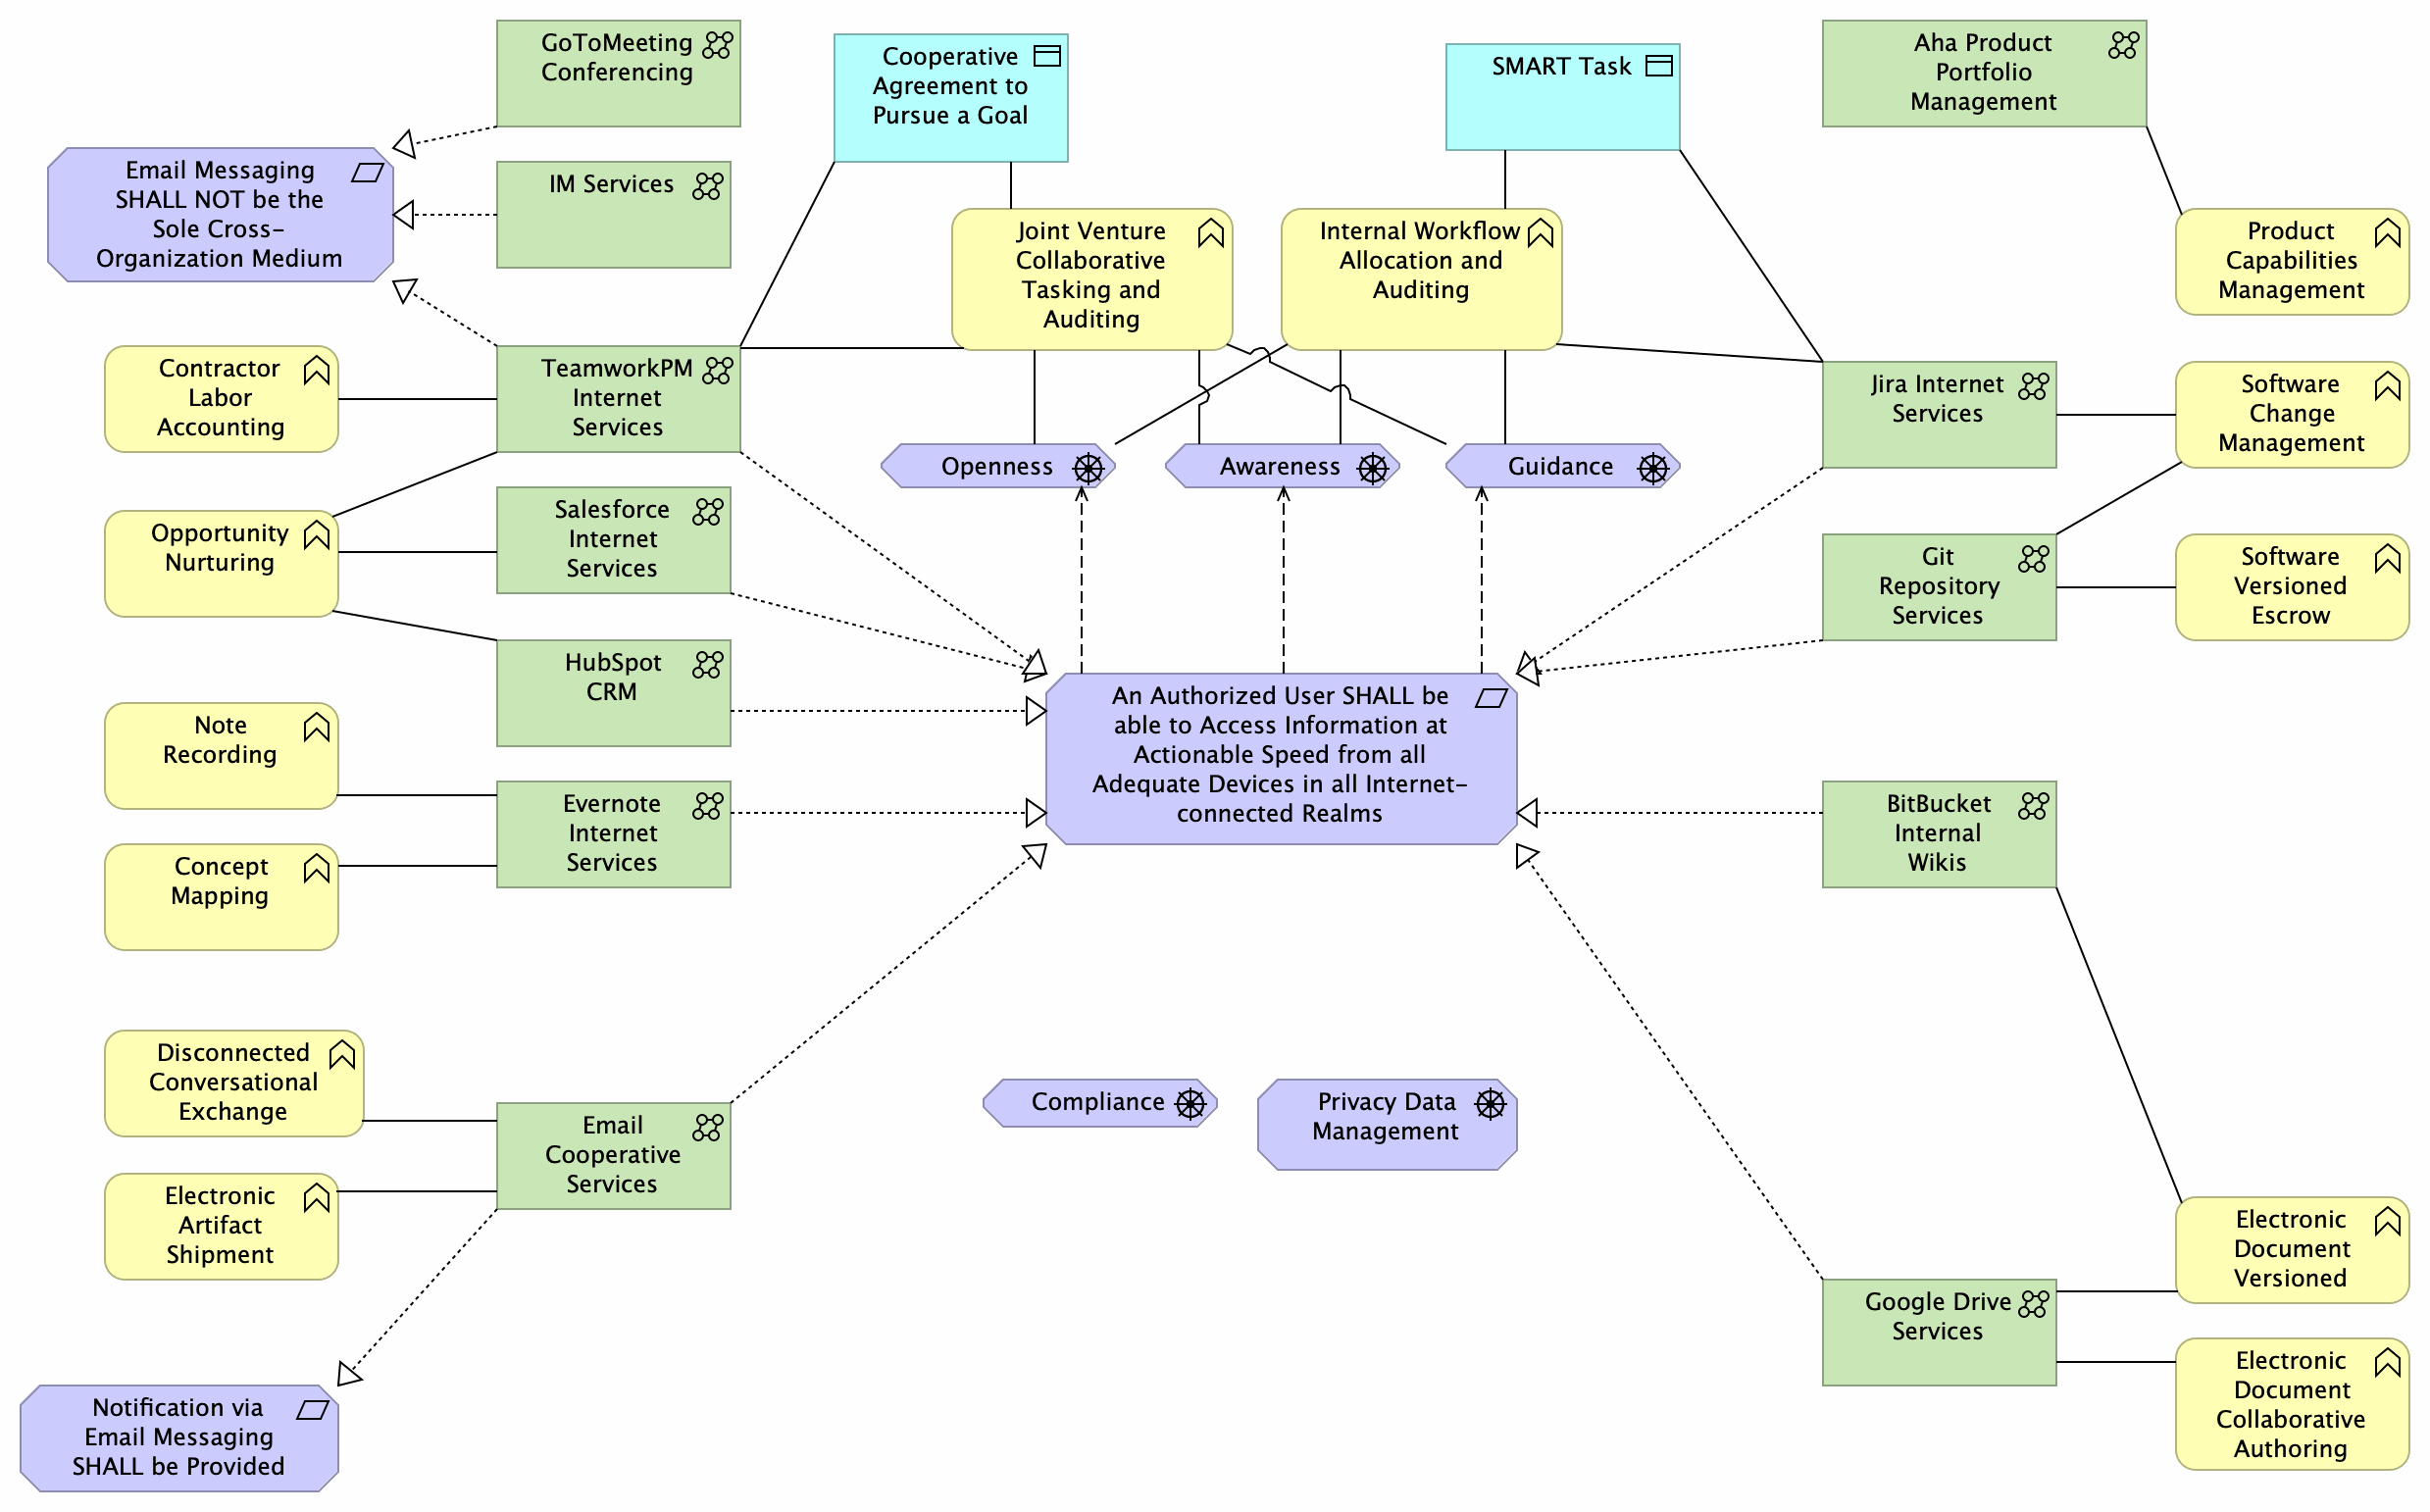 GoToMeeting
Conferencing
Cooperative
Agreement to
Pursue a Goal
SMART Task
Aha Product
Portfolio
Management
Email Messaging
SHALL NOT be the
Sole Cross-
Organization Medium
IM Services
Joint Venture
Collaborative
Tasking and
Auditing
Internal Workflow
Allocation and
Auditing
Product
Capabilities
Management
Contractor
Labor
Accounting
TeamworkPM
Internet
Services
Jira Internet
Services
Software
Change
Management
Openness
Awareness
Guidance
Opportunity
Nurturing
Salesforce
Internet
Services
Git
Repository
Services
Software
Versioned
Escrow
HubSpot
CRM
An Authorized User SHALL be
able to Access Information at
Actionable Speed from all
Adequate Devices in all Internet-
connected Realms
Note
Recording
Evernote
Internet
Services
BitBucket
Internal
Wikis
Concept
Mapping
Disconnected
Conversational
Exchange
Email
Cooperative
Services
Compliance
Privacy Data
Management
Electronic
Artifact
Shipment
Electronic
Document
Versioned
Google Drive
Services
Electronic
Document
Collaborative
Authoring
Notification via
Email Messaging
SHALL be Provided